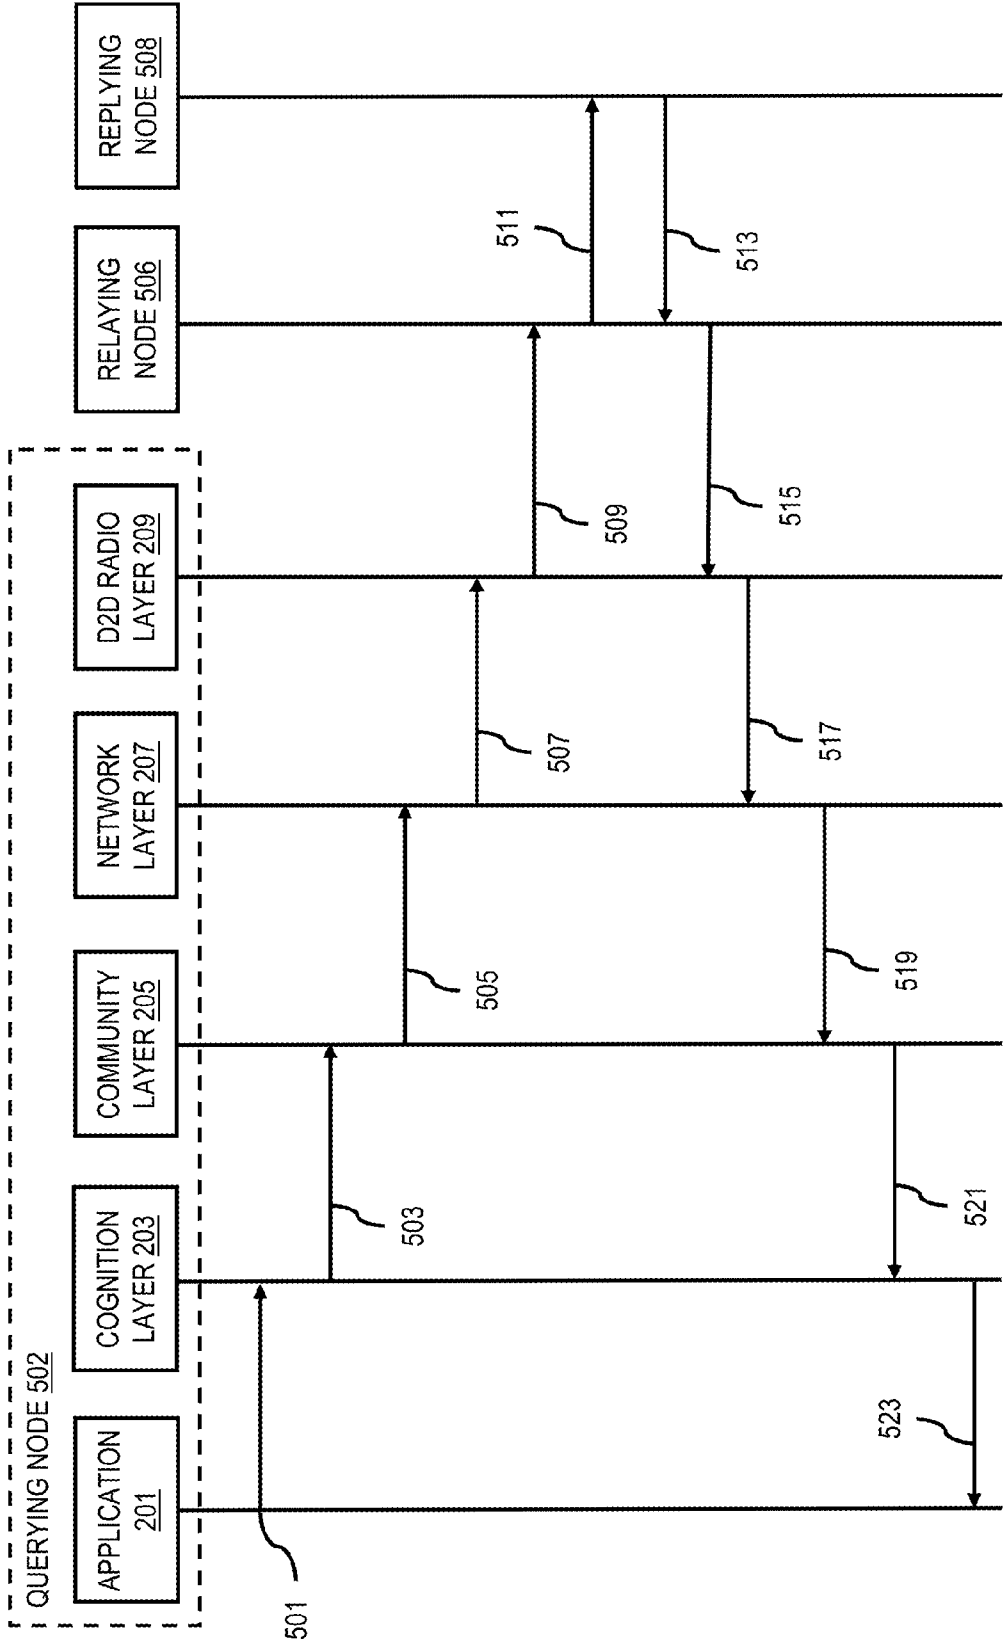 QUERYING NODE 502
APPLICATION
201
COGNITION
LAYER 203
COMMUNITY
LAYER 205
NETWORK
LAYER 207
D2D RADIO
LAYER 209
RELAYING
NODE 506
REPLYING
NODE 508
501
503
505
507
509
511
513
515
517
519
521
523